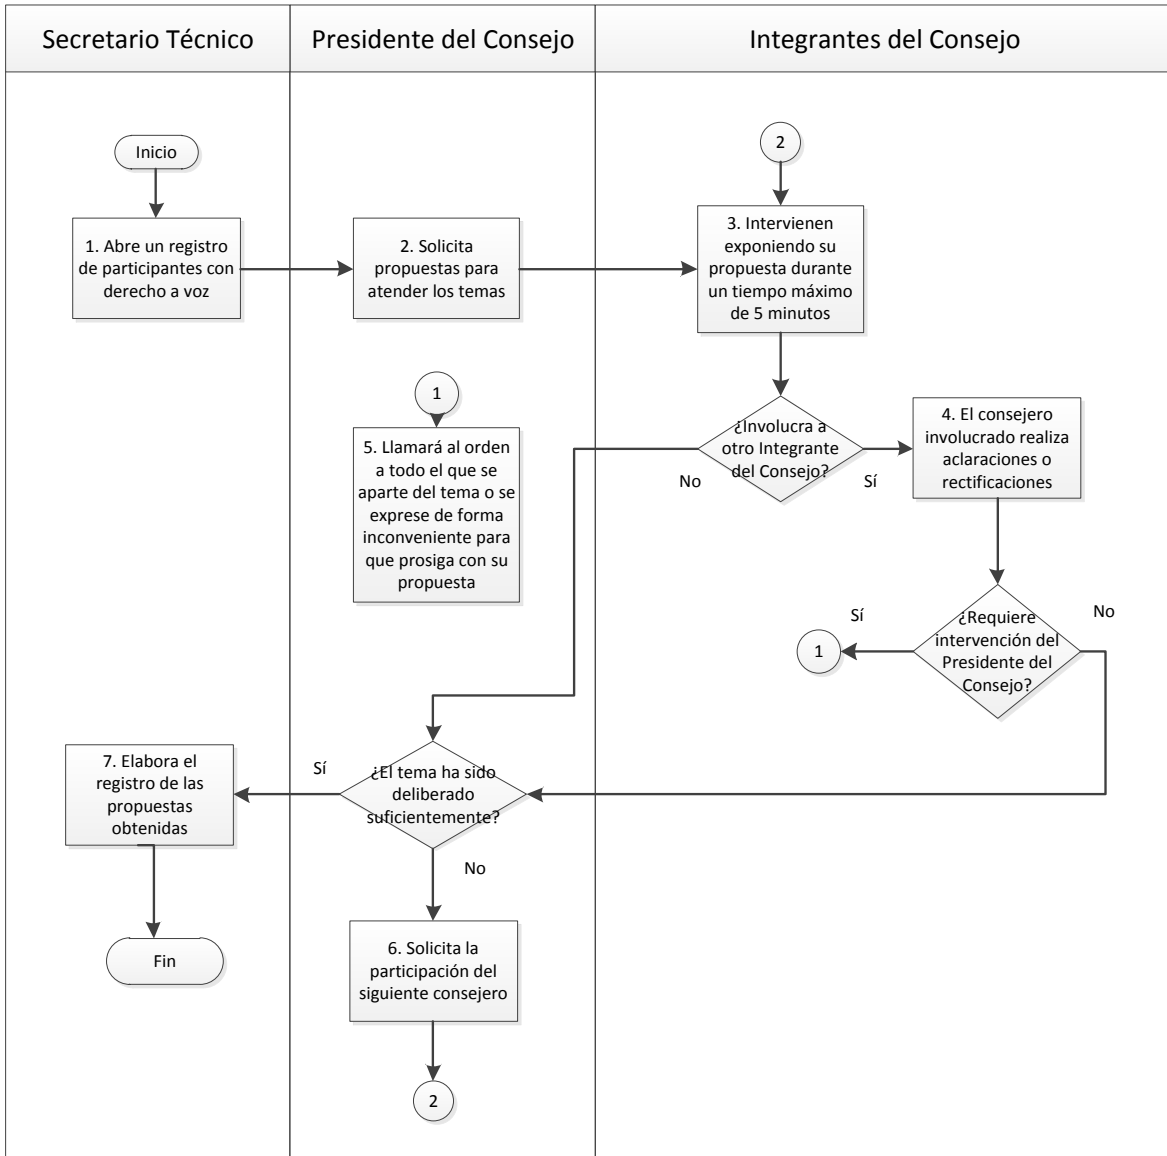 Secretario Técnico
Presidente del Consejo
Integrantes del Consejo
Inicio
2
1. Abre un registro
de participantes con
derecho a voz
2. Solicita
propuestas para
atender los temas
3. Intervienen
exponiendo su
propuesta durante
un tiempo máximo
de 5 minutos
1
5. Llamará al orden
a todo el que se
aparte del tema o se
exprese de forma
inconveniente para
que prosiga con su
propuesta
¿Involucra a
otro Integrante
del Consejo?
No
Sí
4. El consejero
involucrado realiza
aclaraciones o
rectificaciones
¿Requiere
intervención del
Presidente del
Consejo?
Sí
No
1
7. Elabora el
registro de las
propuestas
obtenidas
Sí
¿El tema ha sido
deliberado
suficientemente?
No
Fin
6. Solicita la
participación del
siguiente consejero
2